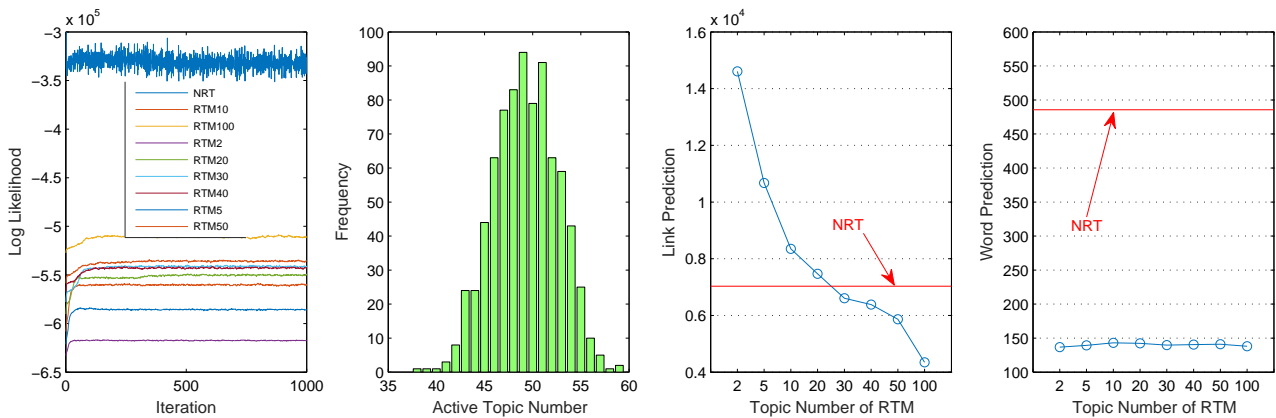 × 10⁵
-3
-3.5
-4
-4.5
-5
-5.5
-6
-6.5
Log Likelihood
0
500
1000
Iteration
NRT
RTM10
RTM100
RTM2
RTM20
RTM30
RTM40
RTM5
RTM50
100
90
80
70
60
50
40
30
20
10
0
Frequency
35
40
45
50
55
60
Active Topic Number
× 10⁴
1.6
1.4
1.2
1
0.8
0.6
0.4
Link Prediction
NRT
2 5 10 20 30 40 50 100
Topic Number of RTM
600
550
500
450
400
350
300
250
200
150
100
Word Prediction
NRT
2 5 10 20 30 40 50 100
Topic Number of RTM